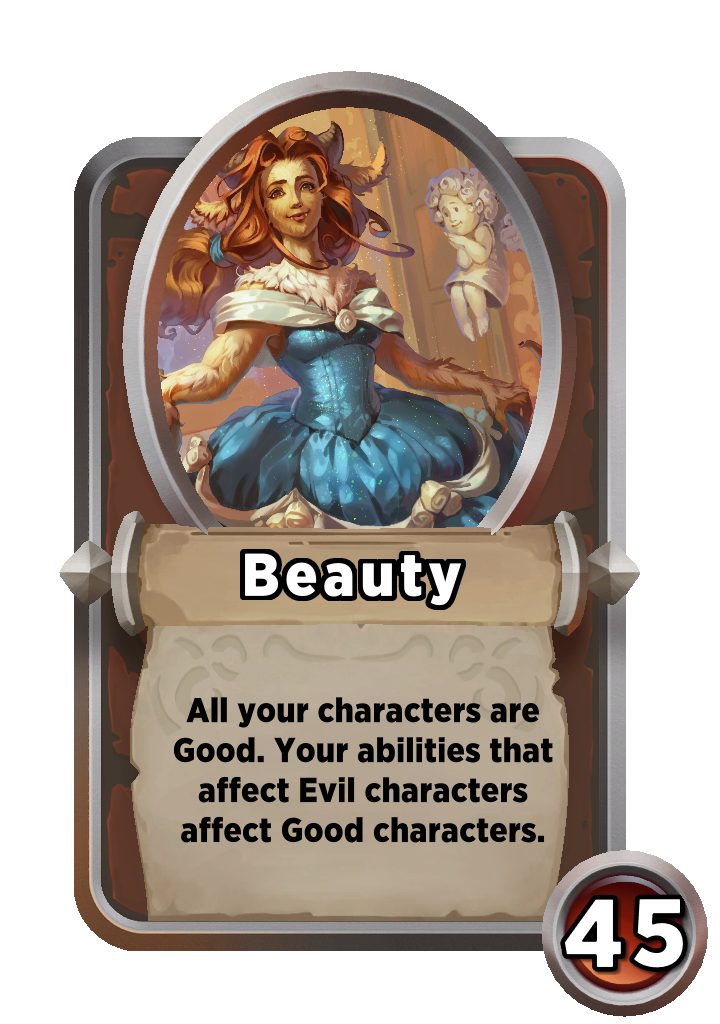 Beauty
All your characters are
Good. Your abilities that
affect Evil characters
affect Good characters.
45